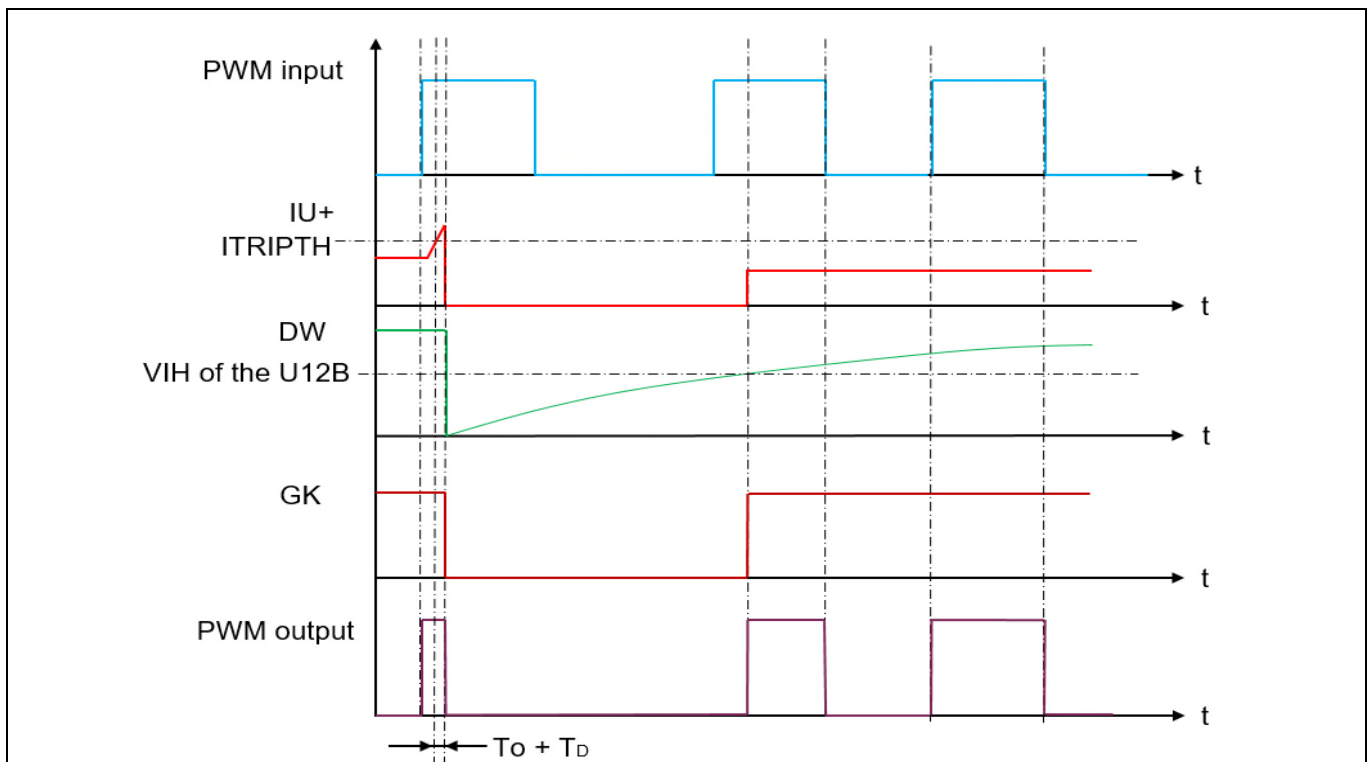 PWM input
t
IU+
ITRIPTH
t
DW
VIH of the U12B
t
GK
t
PWM output
t
To + TD